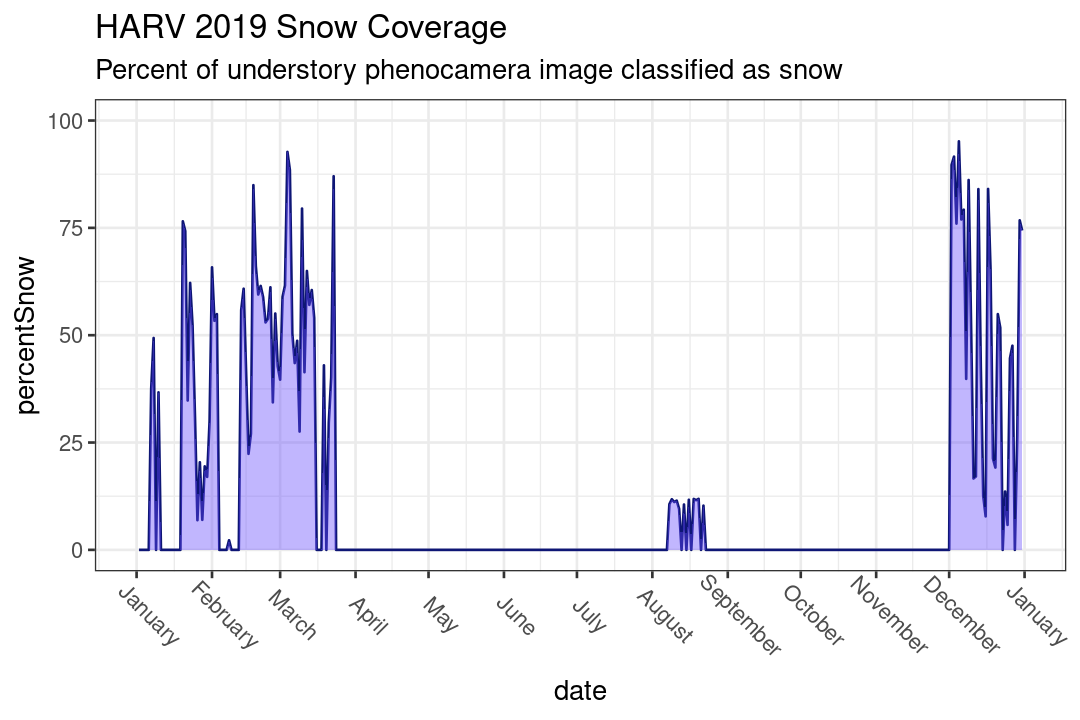 HARV 2019 Snow Coverage
Percent of understory phenocamera image classified as snow
percentSnow
100
75
50
25
0
January
February
March
April
May
June
July
August
September
October
November
December
January
date